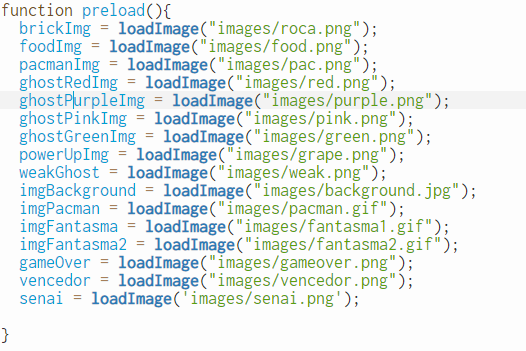 function preload(){
  brickImg = loadImage("images/roca.png");
  foodImg = loadImage("images/food.png");
  pacmanImg = loadImage("images/pac.png");
  ghostRedImg = loadImage("images/red.png");
  ghostPurpleImg = loadImage("images/purple.png");
  ghostPinkImg = loadImage("images/pink.png");
  ghostGreenImg = loadImage("images/green.png");
  powerUpImg = loadImage("images/grape.png");
  weakGhost = loadImage("images/weak.png");
  imgBackground = loadImage("images/background.jpg");
  imgPacman = loadImage("images/pacman.gif");
  imgFantasma = loadImage("images/fantasma1.gif");
  imgFantasma2 = loadImage("images/fantasma2.gif");
  gameOver = loadImage("images/gameover.png");
  vencedor = loadImage("images/vencedor.png");
  senai = loadImage('images/senai.png');
}